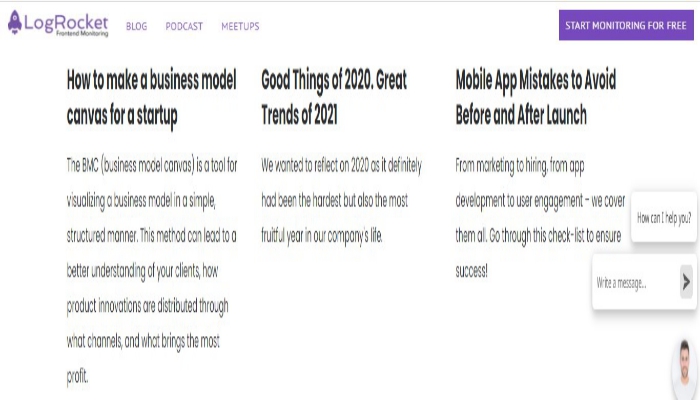 LogRocket
Frontend Monitoring
BLOG
PODCAST
MEETUPS
START MONITORING FOR FREE
How to make a business model
canvas for a startup
The BMC (business model canvas) is a tool for
visualizing a business model in a simple,
structured manner. This method can lead to a
better understanding of your clients, how
product innovations are distributed through
what channels, and what brings the most
profit.
Good Things of 2020. Great
Trends of 2021
We wanted to reflect on 2020 as it definitely
had been the hardest but also the most
fruitful year in our company's life.
Mobile App Mistakes to Avoid
Before and After Launch
From marketing to hiring, from app
development to user engagement – we cover
them all. Go through this check-list to ensure
success!
How can I help you?
Write a message...